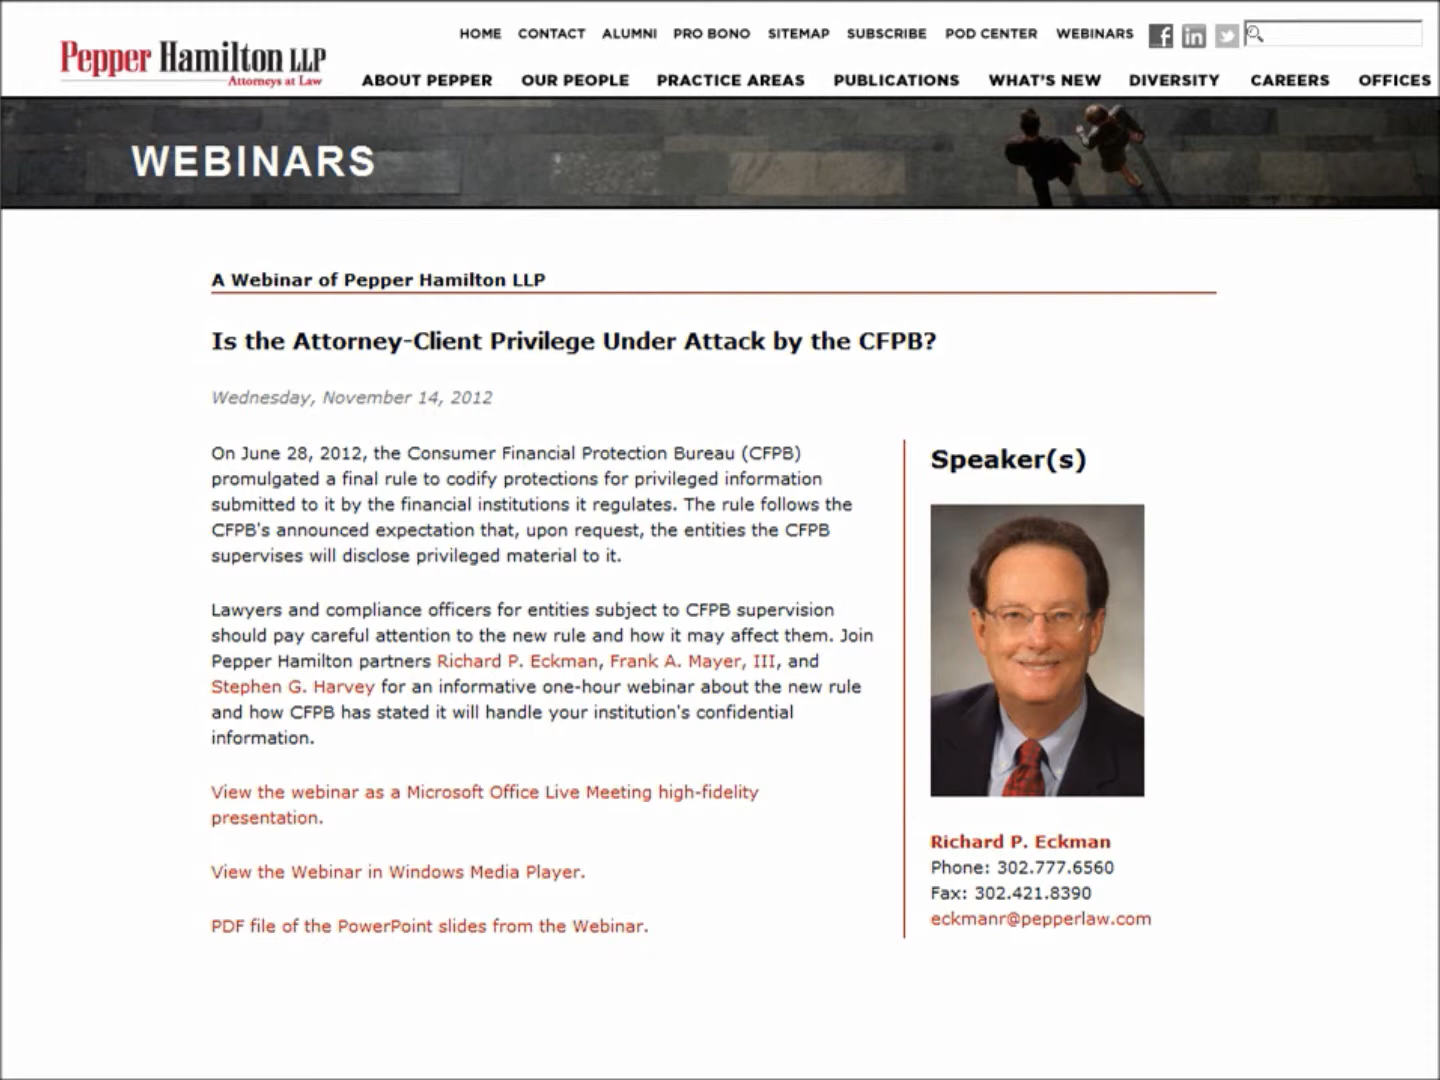 HOME CONTACT ALUMNI PRO BONO SITEMAP SUBSCRIBE POD CENTER WEBINARS
Pepper Hamilton LLP
Attorneys at Law
ABOUT PEPPER OUR PEOPLE PRACTICE AREAS PUBLICATIONS WHAT'S NEW DIVERSITY CAREERS OFFICES
WEBINARS
A Webinar of Pepper Hamilton LLP
Is the Attorney-Client Privilege Under Attack by the CFPB?
Wednesday, November 14, 2012
On June 28, 2012, the Consumer Financial Protection Bureau (CFPB)
promulgated a final rule to codify protections for privileged information
submitted to it by the financial institutions it regulates. The rule follows the
CFPB's announced expectation that, upon request, the entities the CFPB
supervises will disclose privileged material to it.
Lawyers and compliance officers for entities subject to CFPB supervision
should pay careful attention to the new rule and how it may affect them. Join
Pepper Hamilton partners Richard P. Eckman, Frank A. Mayer, III, and
Stephen G. Harvey for an informative one-hour webinar about the new rule
and how CFPB has stated it will handle your institution's confidential
information.
View the webinar as a Microsoft Office Live Meeting high-fidelity
presentation.
View the Webinar in Windows Media Player.
PDF file of the PowerPoint slides from the Webinar.
Speaker(s)
Richard P. Eckman
Phone: 302.777.6560
Fax: 302.421.8390
eckmanr@pepperlaw.com